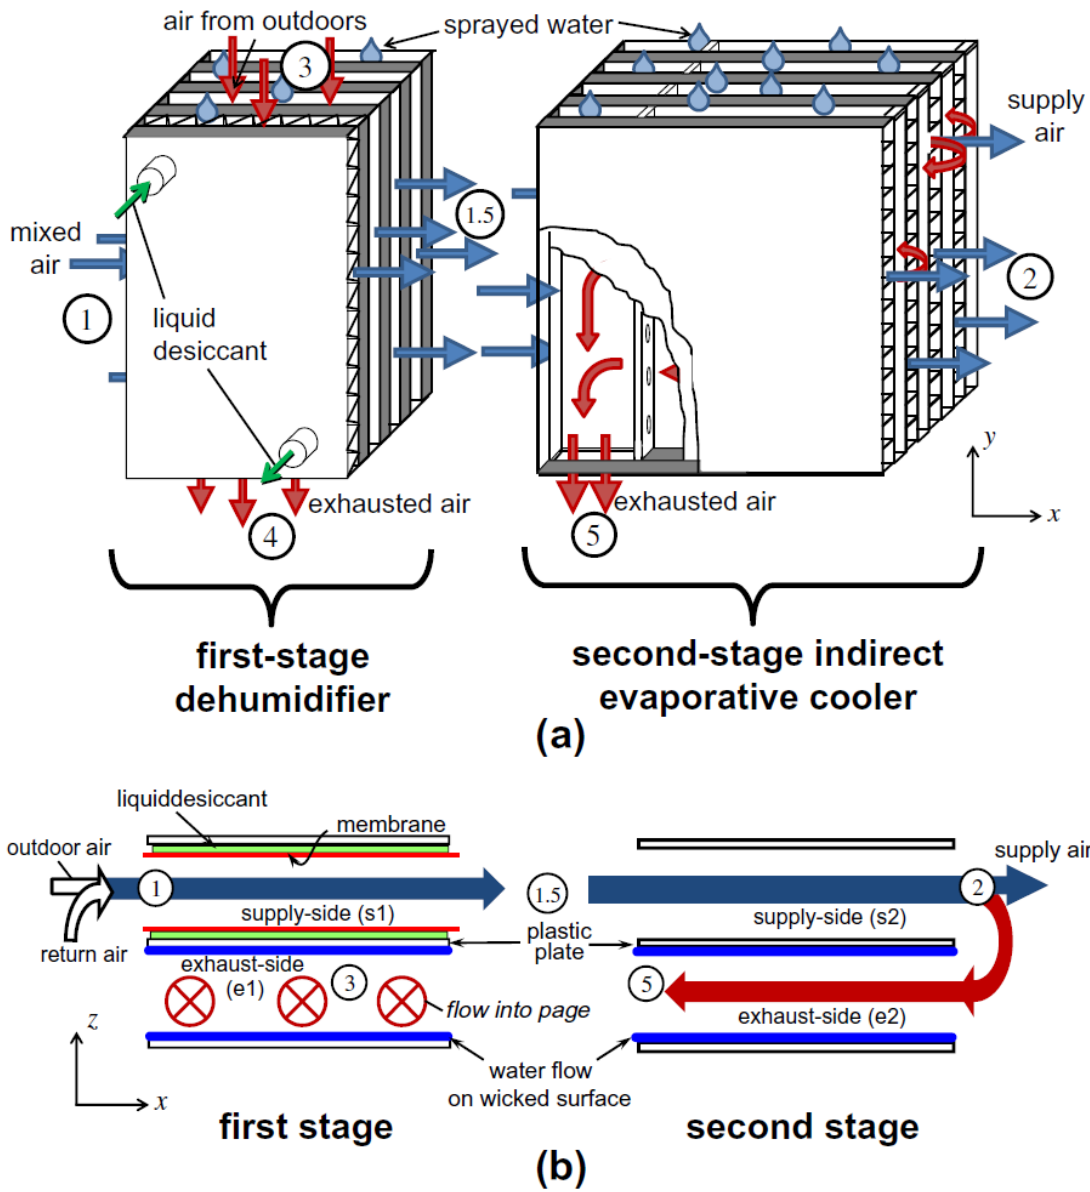 air from outdoors
sprayed water
3
supply
air
mixed
air
1.5
1
2
liquid
desiccant
exhausted air
4
exhausted air
5
y
x
first-stage
dehumidifier
second-stage indirect
evaporative cooler
(a)
liquiddesiccant
membrane
outdoor air
supply air
1
1.5
2
supply-side (s1)
plastic
plate
supply-side (s2)
return air
exhaust-side
(e1)
3
5
flow into page
exhaust-side (e2)
z
x
water flow
on wicked surface
first stage
second stage
(b)